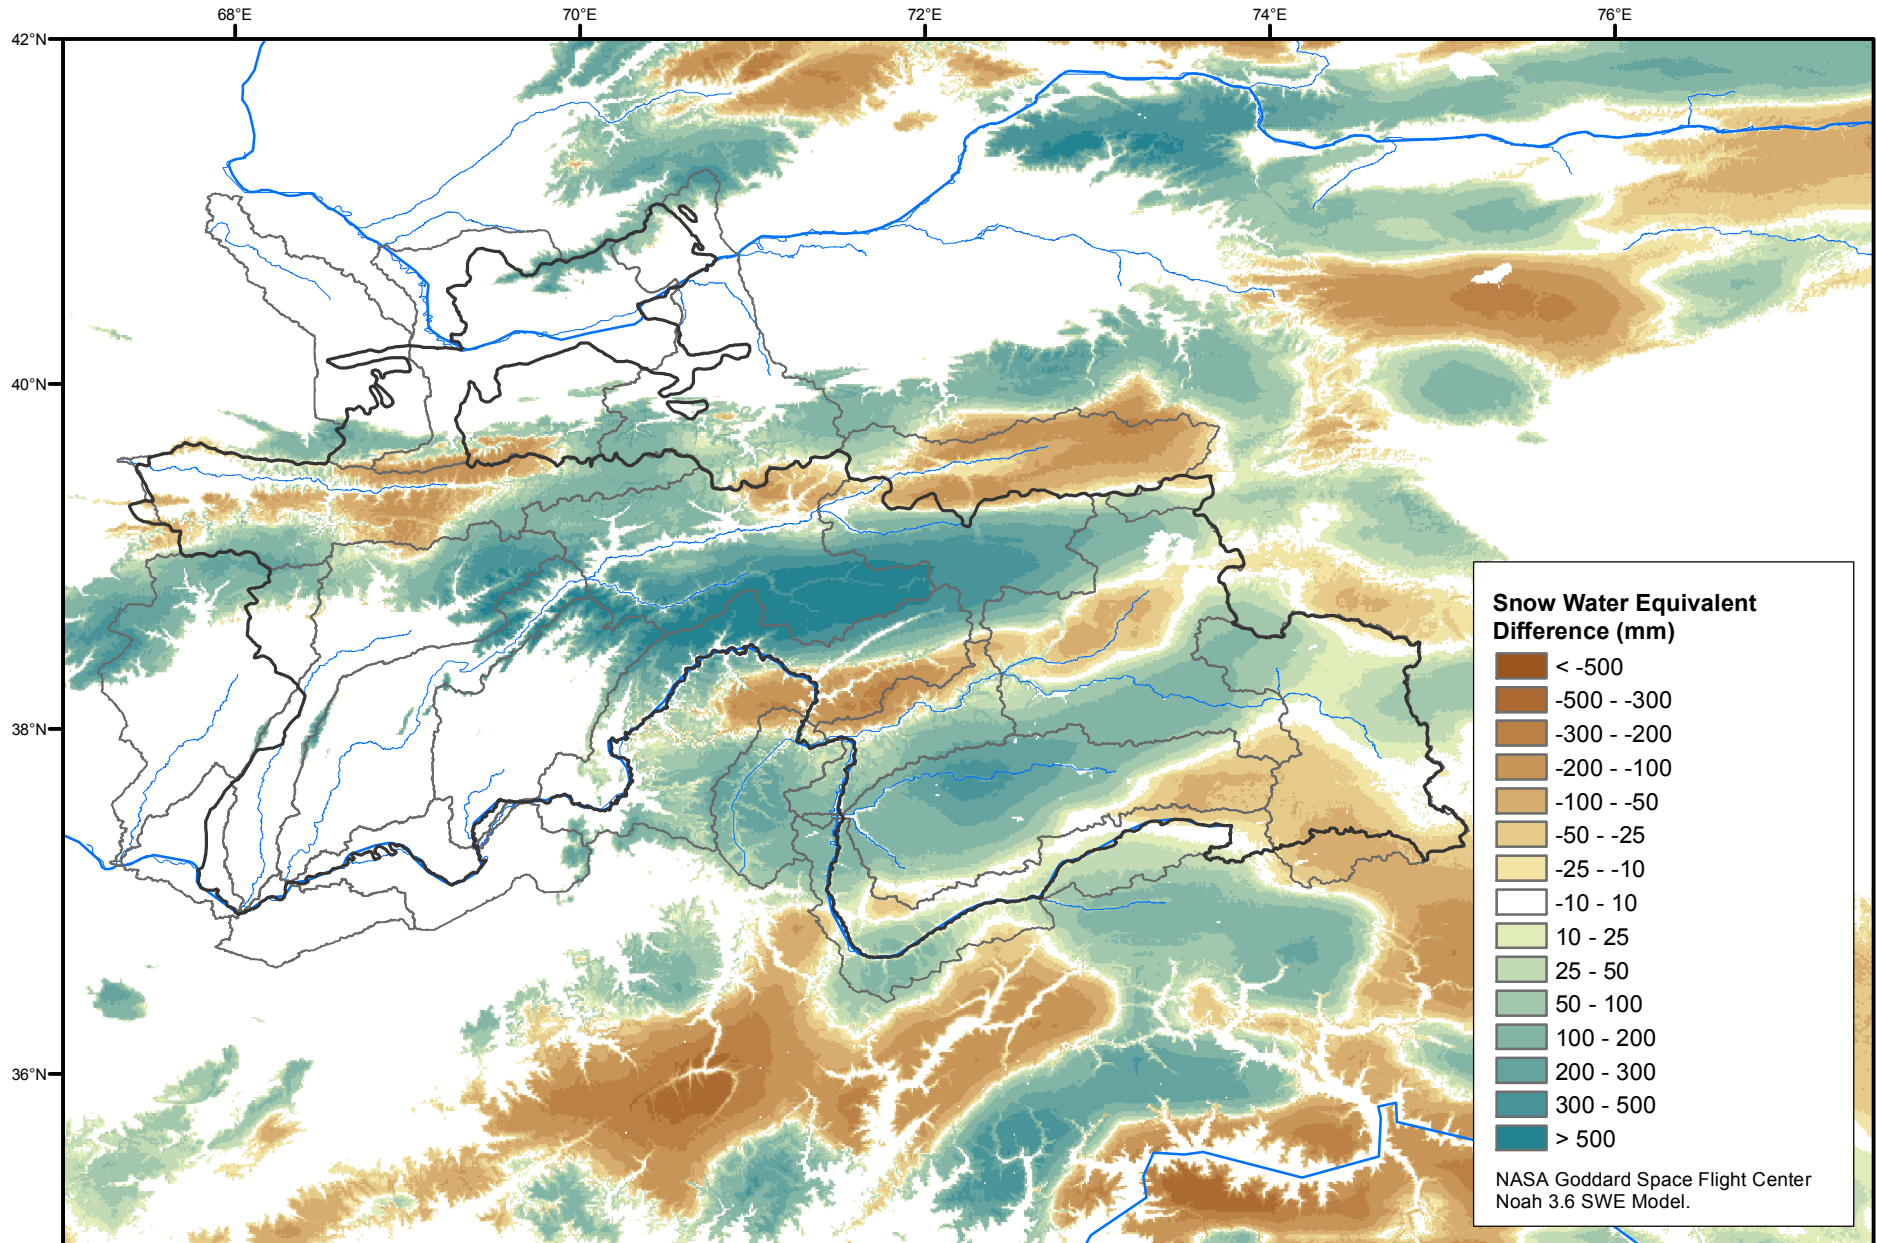 68°E 70°E 72°E 74°E 76°E
42°N
40°N
38°N
36°N
Snow Water Equivalent
Difference (mm)
< -500
-500 - -300
-300 - -200
-200 - -100
-100 - -50
-50 - -25
-25 - -10
-10 - 10
10 - 25
25 - 50
50 - 100
100 - 200
200 - 300
300 - 500
> 500
NASA Goddard Space Flight Center
Noah 3.6 SWE Model.